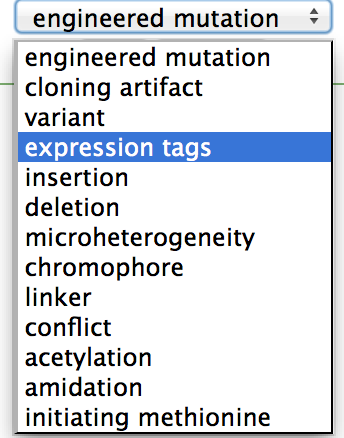 engineered mutation
engineered mutation
cloning artifact
variant
expression tags
insertion
deletion
microheterogeneity
chromophore
linker
conflict
acetylation
amidation
initiating methionine